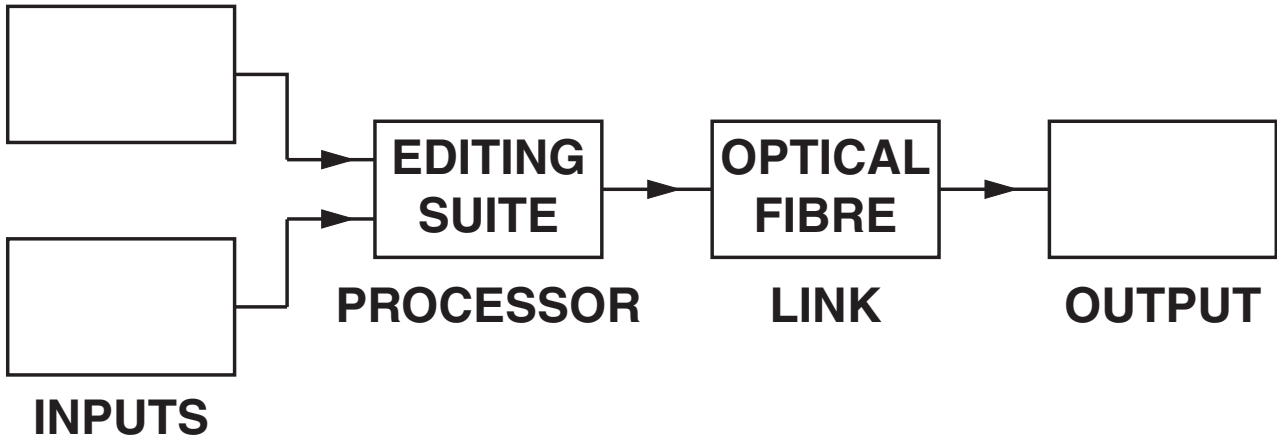 EDITING
SUITE
OPTICAL
FIBRE
PROCESSOR
LINK
OUTPUT
INPUTS